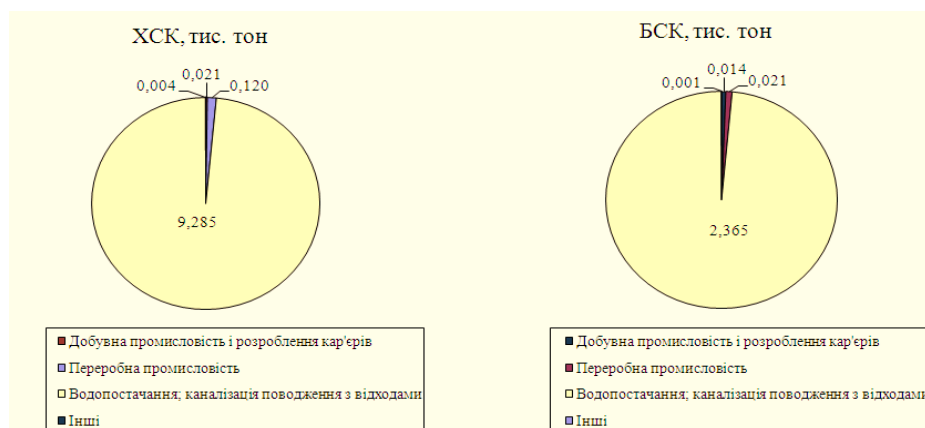 ХСК, тис. тон
0,021
0,004
0,120
9,285
■ Добувна промисловість і розроблення кар'єрів
■ Переробна промисловість
■ Водопостачання; каналізація поводження з відходами
■ Інші
БСК, тис. тон
0,014
0,001
0,021
2,365
■ Добувна промисловість і розроблення кар'єрів
■ Переробна промисловість
■ Водопостачання; каналізація поводження з відходами
■ Інші